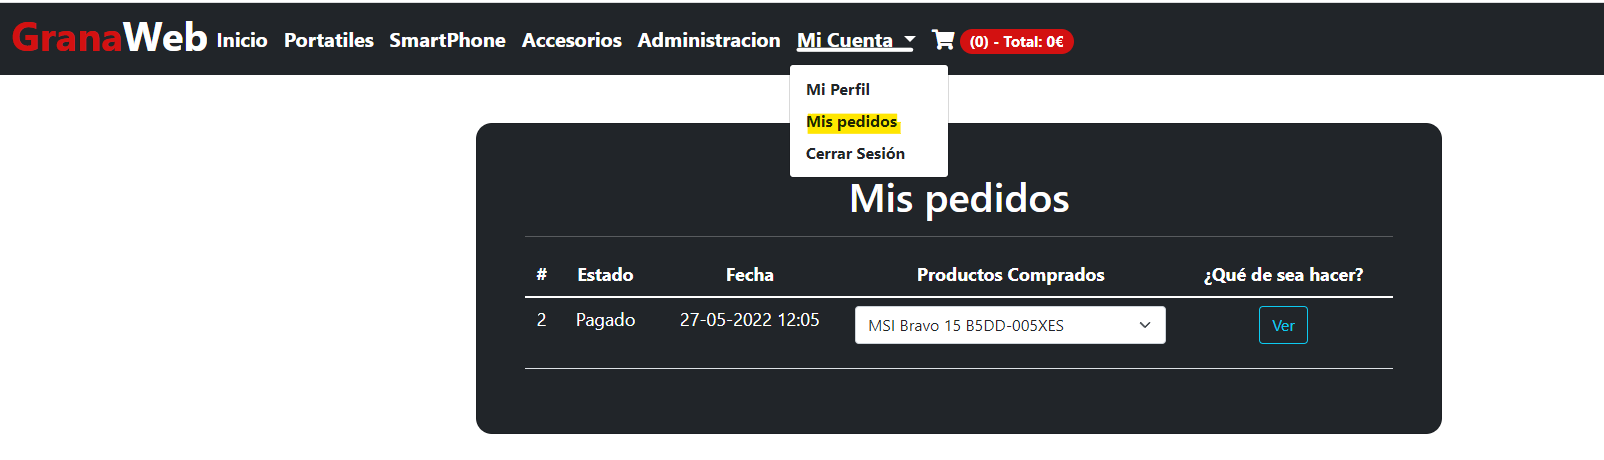 GranaWeb Inicio Portatiles SmartPhone Accesorios Administracion Mi Cuenta (0) - Total: 0€
Mi Perfil
Mis pedidos
Cerrar Sesión
Mis pedidos
# Estado Fecha Productos Comprados ¿Qué de sea hacer?
2 Pagado 27-05-2022 12:05 MSI Bravo 15 B5DD-005XES Ver